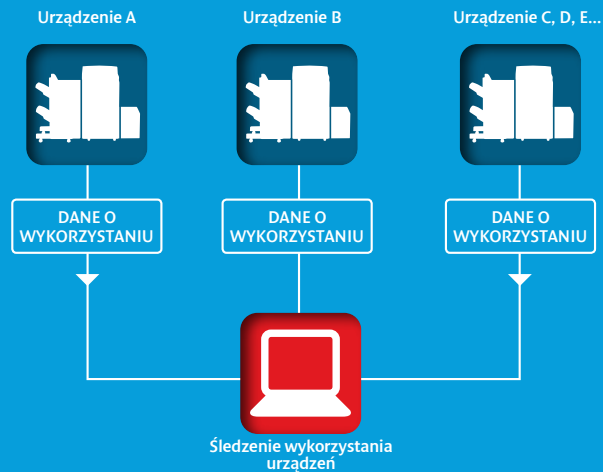 Urządzenie A
Urządzenie B
Urządzenie C, D, E...
DANE O
WYKORZYSTANIU
DANE O
WYKORZYSTANIU
DANE O
WYKORZYSTANIU
Śledzenie wykorzystania
urządzeń